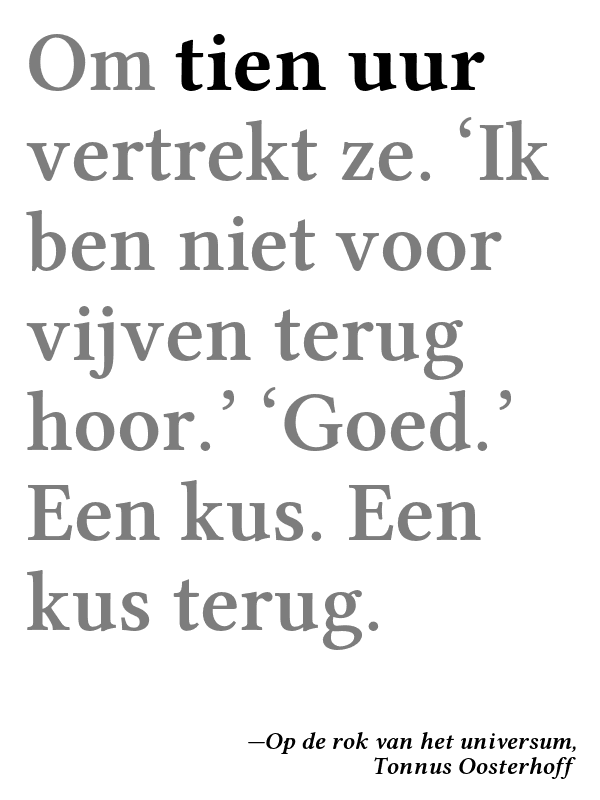 Om tien uur
vertrekt ze. ‘Ik
ben niet voor
vijven terug
hoor.’ ‘Goed.’
Een kus. Een
kus terug.
—Op de rok van het universum,
Tonnus Oosterhoff